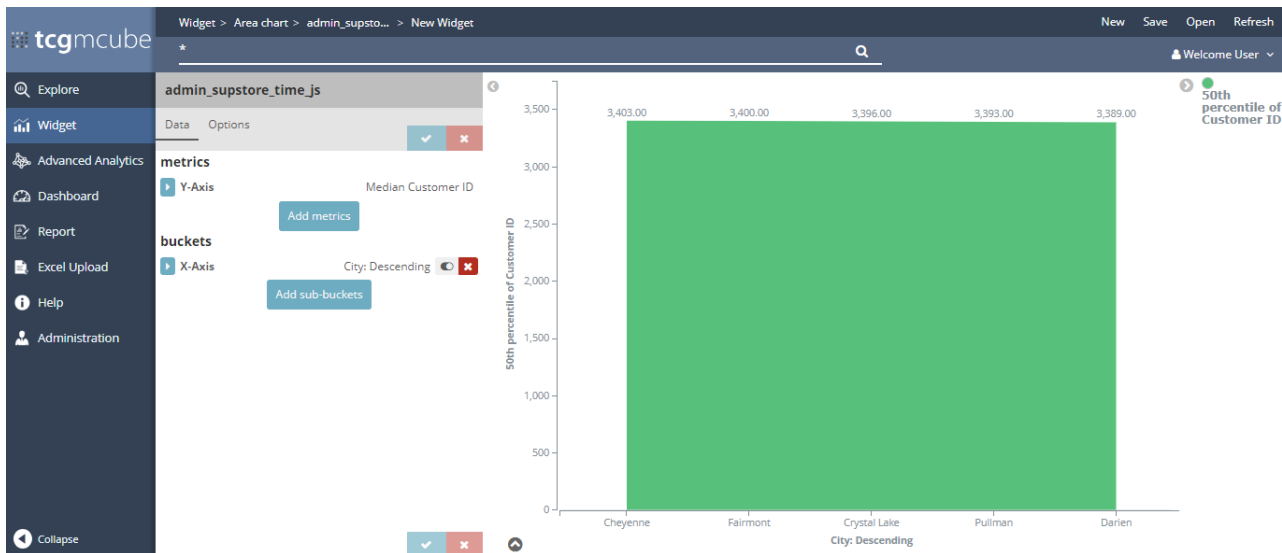 tcgmcube
Widget > Area chart > admin_supsto... > New Widget
New Save Open Refresh
*
Welcome User
Explore
Widget
Advanced Analytics
Dashboard
Report
Excel Upload
Help
Administration
Collapse
admin_supstore_time_js
Data Options
metrics
Y-Axis Median Customer ID
Add metrics
buckets
X-Axis City: Descending
Add sub-buckets
50th percentile of Customer ID
3,500
3,000
2,500
2,000
1,500
1,000
500
0
3,403.00 3,400.00 3,396.00 3,393.00 3,389.00
Cheyenne Fairmont Crystal Lake Pullman Darien
City: Descending
50th
percentile of
Customer ID